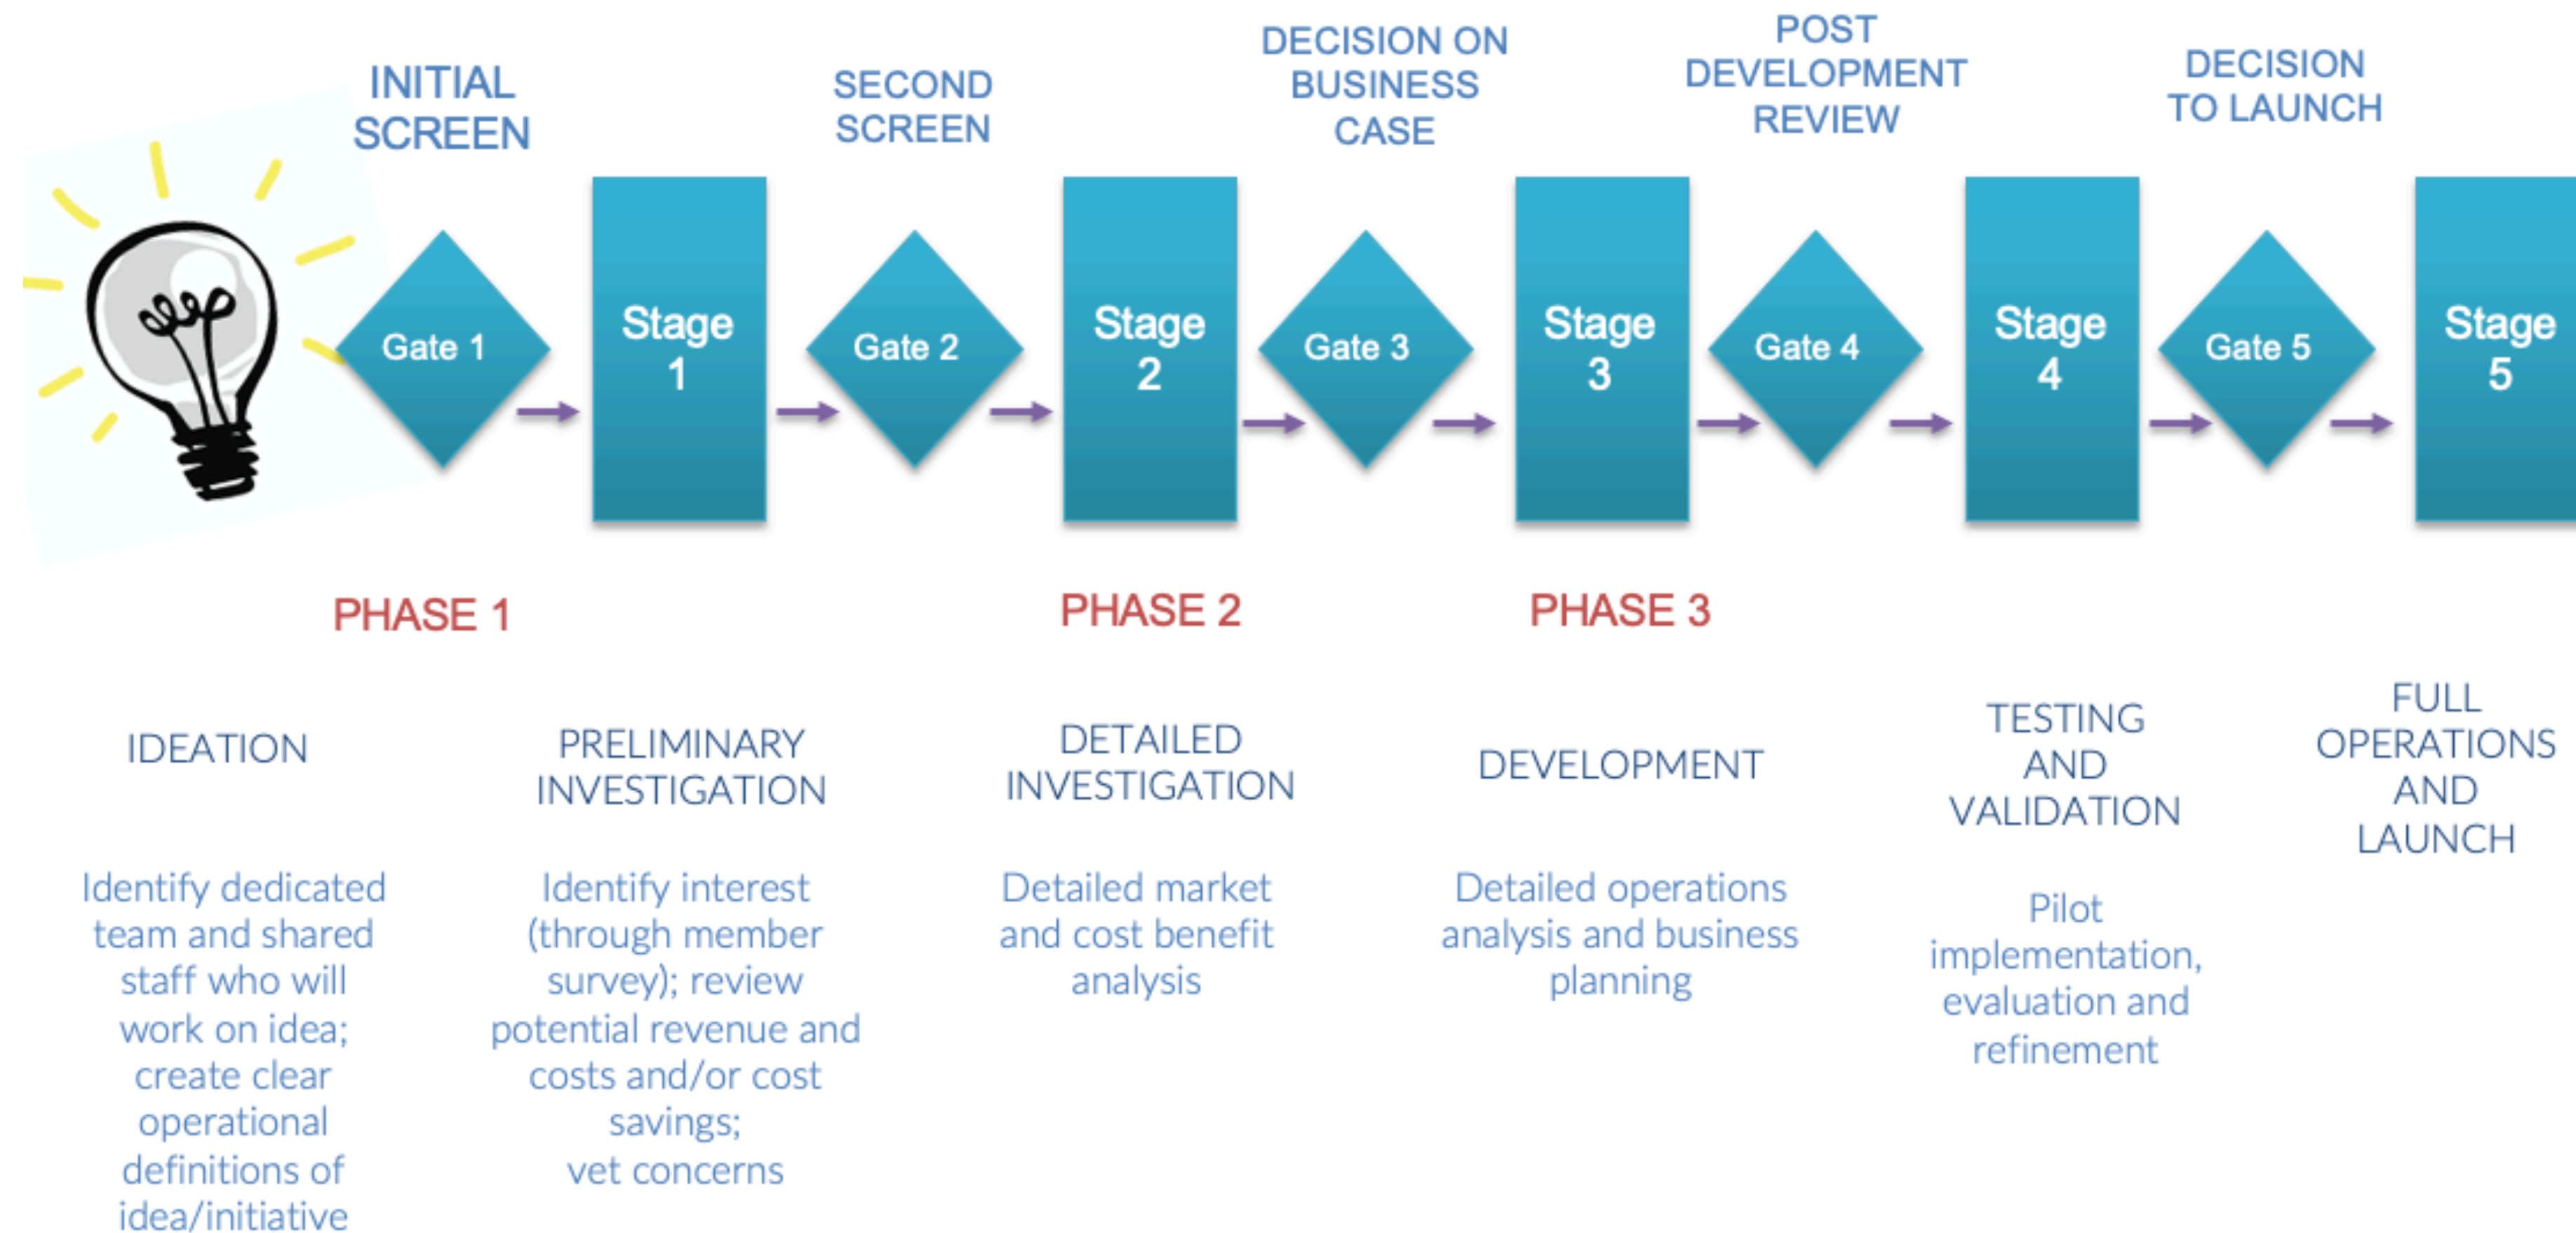 INITIAL
SCREEN
SECOND
SCREEN
DECISION ON
BUSINESS
CASE
POST
DEVELOPMENT
REVIEW
DECISION
TO LAUNCH
Gate 1
Stage
1
Gate 2
Stage
2
Gate 3
Stage
3
Gate 4
Stage
4
Gate 5
Stage
5
PHASE 1
PHASE 2
PHASE 3
IDEATION
PRELIMINARY
INVESTIGATION
DETAILED
INVESTIGATION
DEVELOPMENT
TESTING
AND
VALIDATION
FULL
OPERATIONS
AND
LAUNCH
Identify dedicated
team and shared
staff who will
work on idea;
create clear
operational
definitions of
idea/initiative
Identify interest
(through member
survey); review
potential revenue and
costs and/or cost
savings;
vet concerns
Detailed market
and cost benefit
analysis
Detailed operations
analysis and business
planning
Pilot
implementation,
evaluation and
refinement